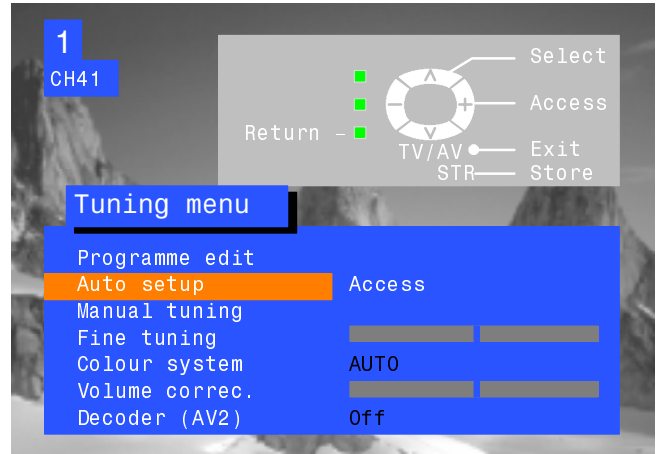 1
CH41
Select
Access
Return
TV/AV Exit
STR Store
Tuning menu
Programme edit
Auto setup Access
Manual tuning
Fine tuning
Colour system AUTO
Volume correc.
Decoder (AV2) Off